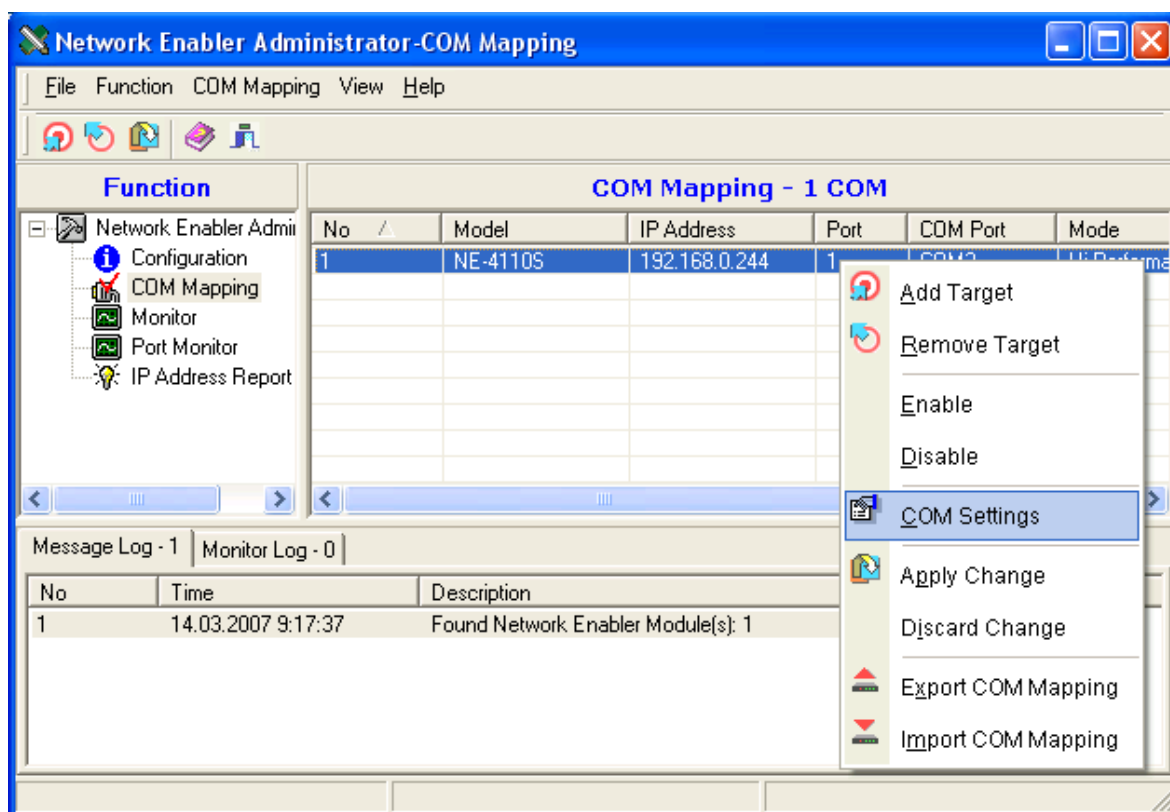 Network Enabler Administrator-COM Mapping
File Function COM Mapping View Help
Function
COM Mapping - 1 COM
Network Enabler Admi
Configuration
COM Mapping
Monitor
Port Monitor
IP Address Report
No Model IP Address Port COM Port Mode
1 NE-4110S 192.168.0.244 1
Add Target
Remove Target
Enable
Disable
COM Settings
Apply Change
Discard Change
Export COM Mapping
Import COM Mapping
Message Log - 1 Monitor Log - 0
No Time Description
1 14.03.2007 9:17:37 Found Network Enabler Module(s): 1